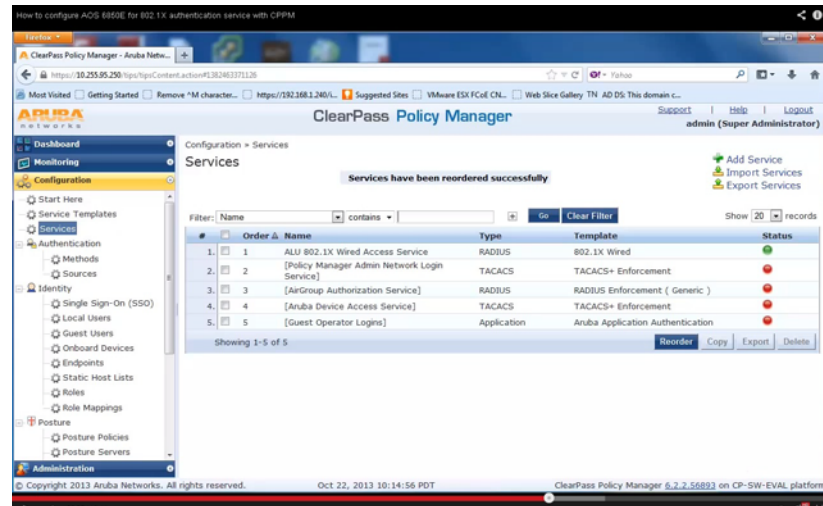 How to configure AOS 6850E for 802.1X authentication service with CPPM
Firefox
ClearPass Policy Manager - Aruba Netw...
https://10.255.95.250/tips/tipsContent.action#1382463371128
Yahoo
Most Visited Getting Started Remove ^M character... https://192.168.1.240/i... Suggested Sites VMware ESX FCoE CN... Web Slice Gallery TN AD DS: This domain c...
ARUBA networks
ClearPass Policy Manager
Support | Help | Logout
admin (Super Administrator)
Dashboard
Monitoring
Configuration
Start Here
Service Templates
Services
Authentication
Methods
Sources
Identity
Single Sign-On (SSO)
Local Users
Guest Users
Onboard Devices
Endpoints
Static Host Lists
Roles
Role Mappings
Posture
Posture Policies
Posture Servers
Administration
Configuration » Services
Services
Add Service
Import Services
Export Services
Services have been reordered successfully
Filter: Name contains Go Clear Filter Show 20 records
# Order Name Type Template Status
1. 1 ALU 802.1X Wired Access Service RADIUS 802.1X Wired
2. 2 [Policy Manager Admin Network Login Service] TACACS TACACS+ Enforcement
3. 3 [AirGroup Authorization Service] RADIUS RADIUS Enforcement ( Generic )
4. 4 [Aruba Device Access Service] TACACS TACACS+ Enforcement
5. 5 [Guest Operator Logins] Application Aruba Application Authentication
Showing 1-5 of 5 Reorder Copy Export Delete
© Copyright 2013 Aruba Networks. All rights reserved. Oct 22, 2013 10:14:56 PDT ClearPass Policy Manager 6.2.2.56893 on CP-SW-EVAL platform